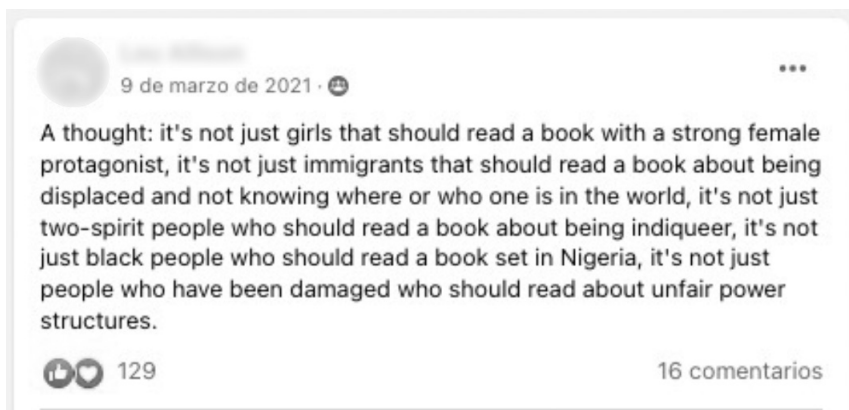 9 de marzo de 2021 ·
A thought: it's not just girls that should read a book with a strong female
protagonist, it's not just immigrants that should read a book about being
displaced and not knowing where or who one is in the world, it's not just
two-spirit people who should read a book about being indiqueer, it's not
just black people who should read a book set in Nigeria, it's not just
people who have been damaged who should read about unfair power
structures.
129 16 comentarios